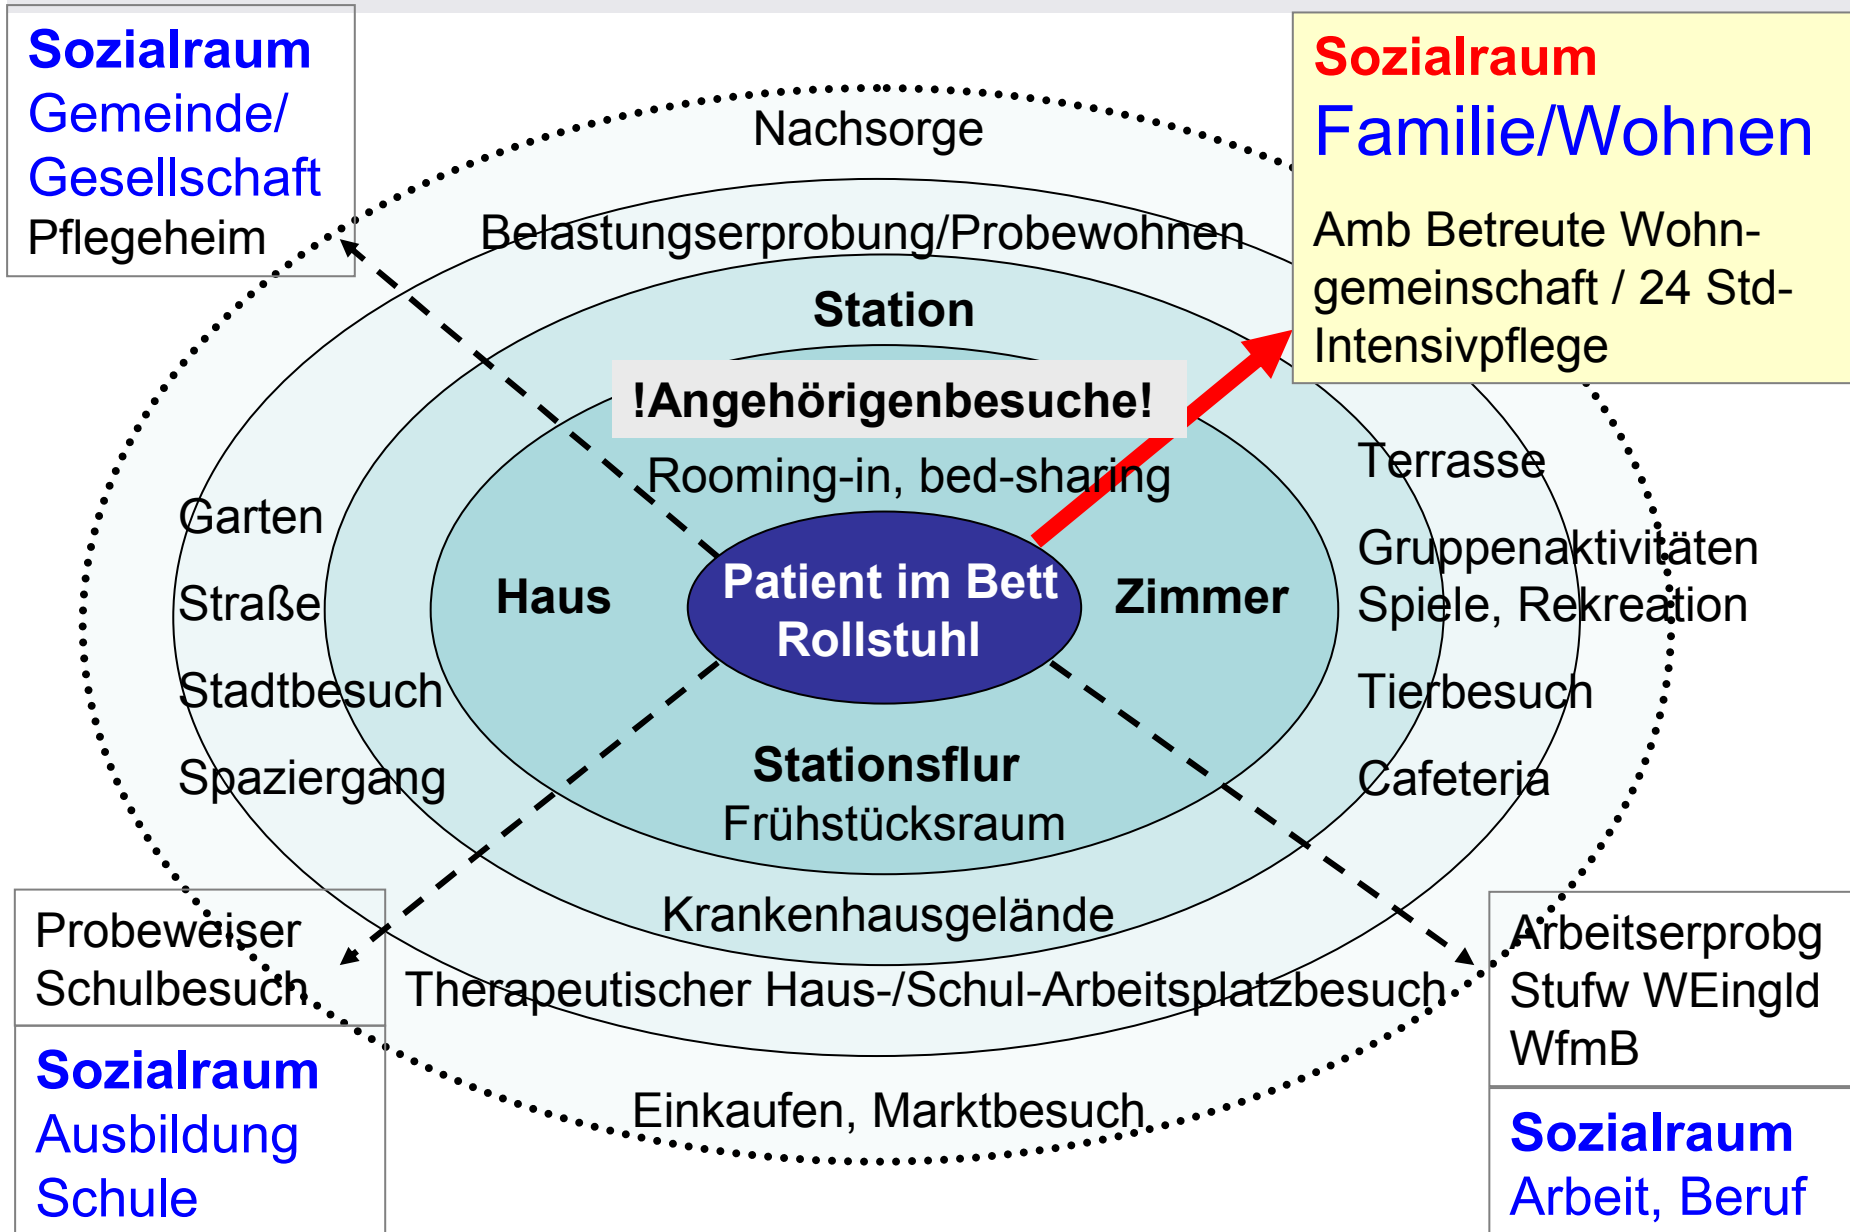 Sozialraum
Gemeinde/
Gesellschaft
Pflegeheim
Sozialraum
Familie/Wohnen
Amb Betreute Wohn-
gemeinschaft / 24 Std-
Intensivpflege
Nachsorge
Belastungserprobung/Probewohnen
Station
!Angehörigenbesuche!
Rooming-in, bed-sharing
Haus
Patient im Bett
Rollstuhl
Zimmer
Stationsflur
Frühstücksraum
Krankenhausgelände
Therapeutischer Haus-/Schul-Arbeitsplatzbesuch
Einkaufen, Marktbesuch
Garten
Straße
Stadtbesuch
Spaziergang
Terrasse
Gruppenaktivitäten
Spiele, Rekreation
Tierbesuch
Cafeteria
Probeweiser
Schulbesuch
Sozialraum
Ausbildung
Schule
Arbeitserprobg
Stufw WEingld
WfmB
Sozialraum
Arbeit, Beruf